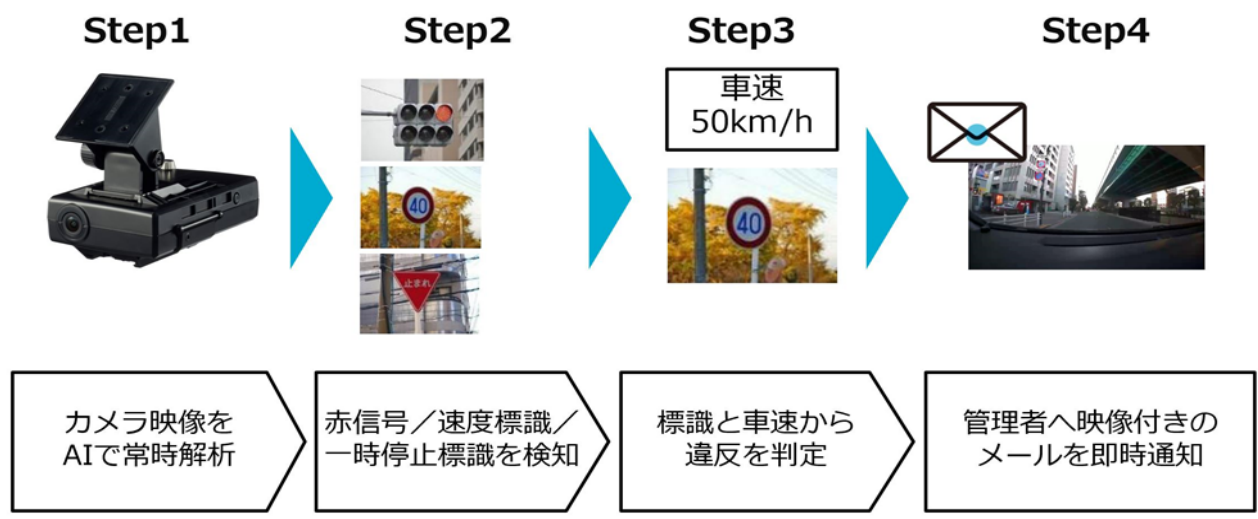 Step1
Step2
Step3
Step4
車速
50km/h
40
止まれ
40
カメラ映像を
AIで常時解析
赤信号／速度標識／
一時停止標識を検知
標識と車速から
違反を判定
管理者へ映像付きの
メールを即時通知